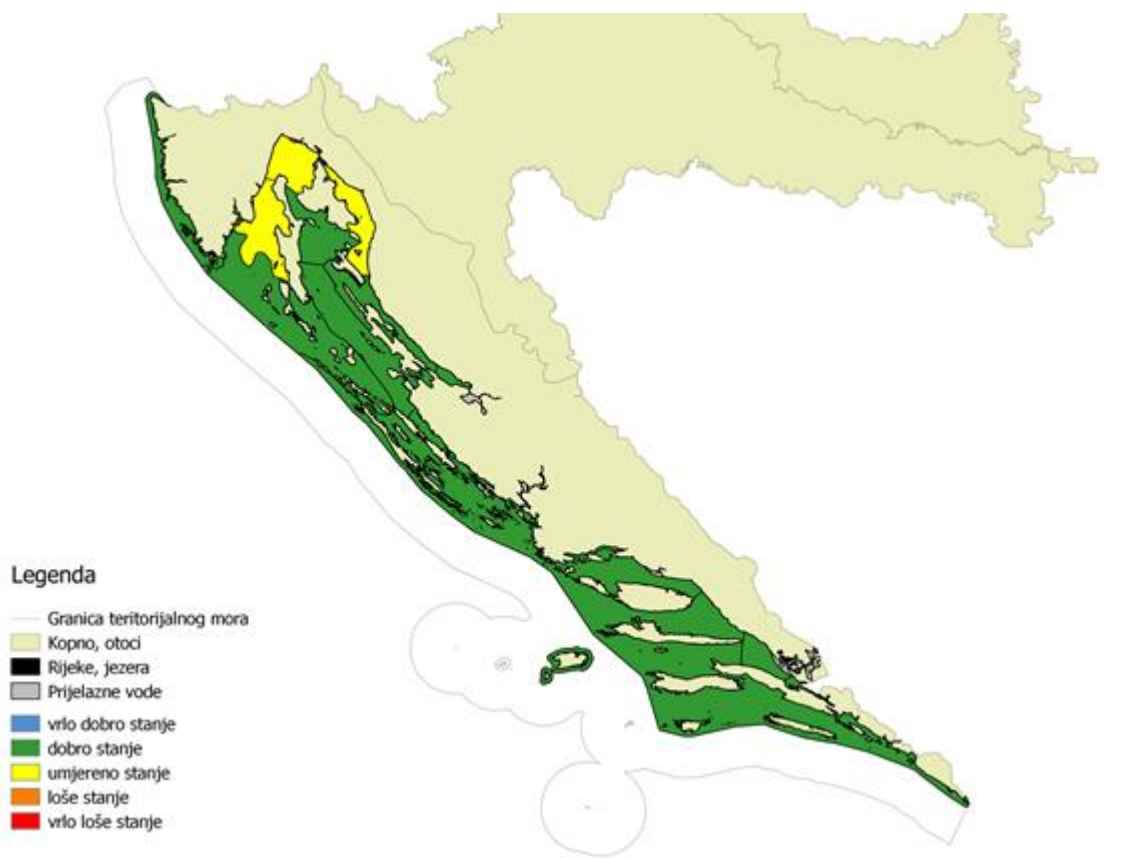 Legenda
Granica teritorijalnog mora
Kopno, otoci
Rijeke, jezera
Prijelazne vode
vrlo dobro stanje
dobro stanje
umjereno stanje
loše stanje
vrlo loše stanje